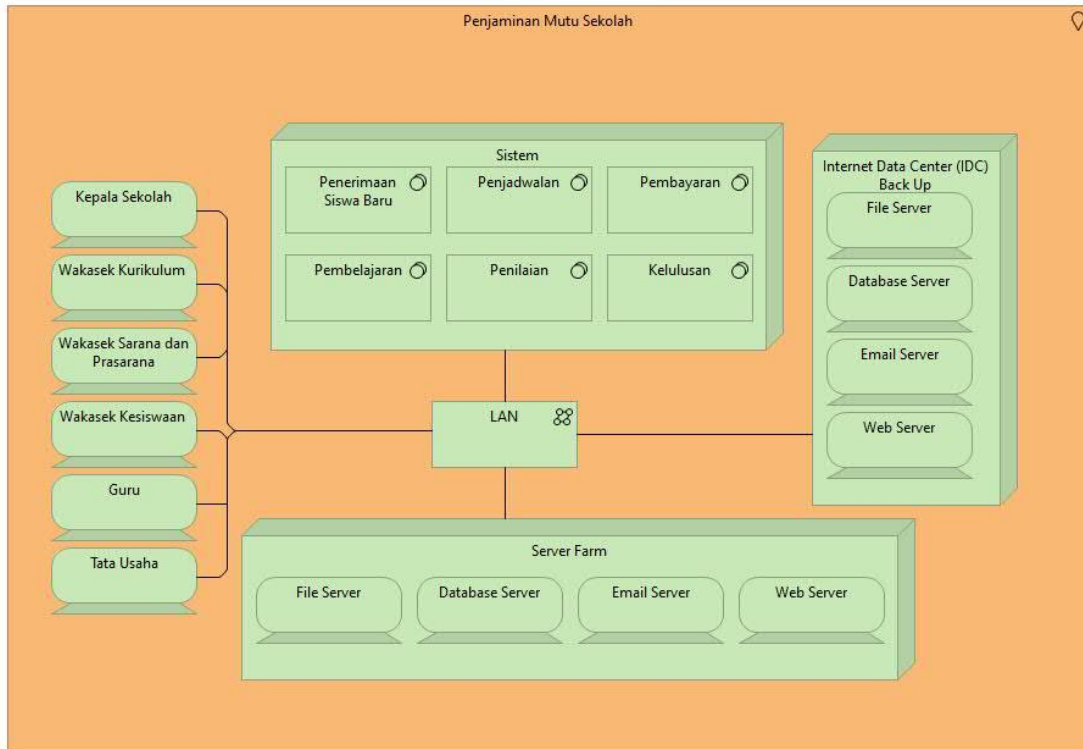 Penjaminan Mutu Sekolah
Kepala Sekolah
Wakasek Kurikulum
Wakasek Sarana dan
Prasarana
Wakasek Kesiswaan
Guru
Tata Usaha
Sistem
Penerimaan
Siswa Baru
Penjadwalan
Pembayaran
Pembelajaran
Penilaian
Kelulusan
LAN
Internet Data Center (IDC)
Back Up
File Server
Database Server
Email Server
Web Server
Server Farm
File Server
Database Server
Email Server
Web Server